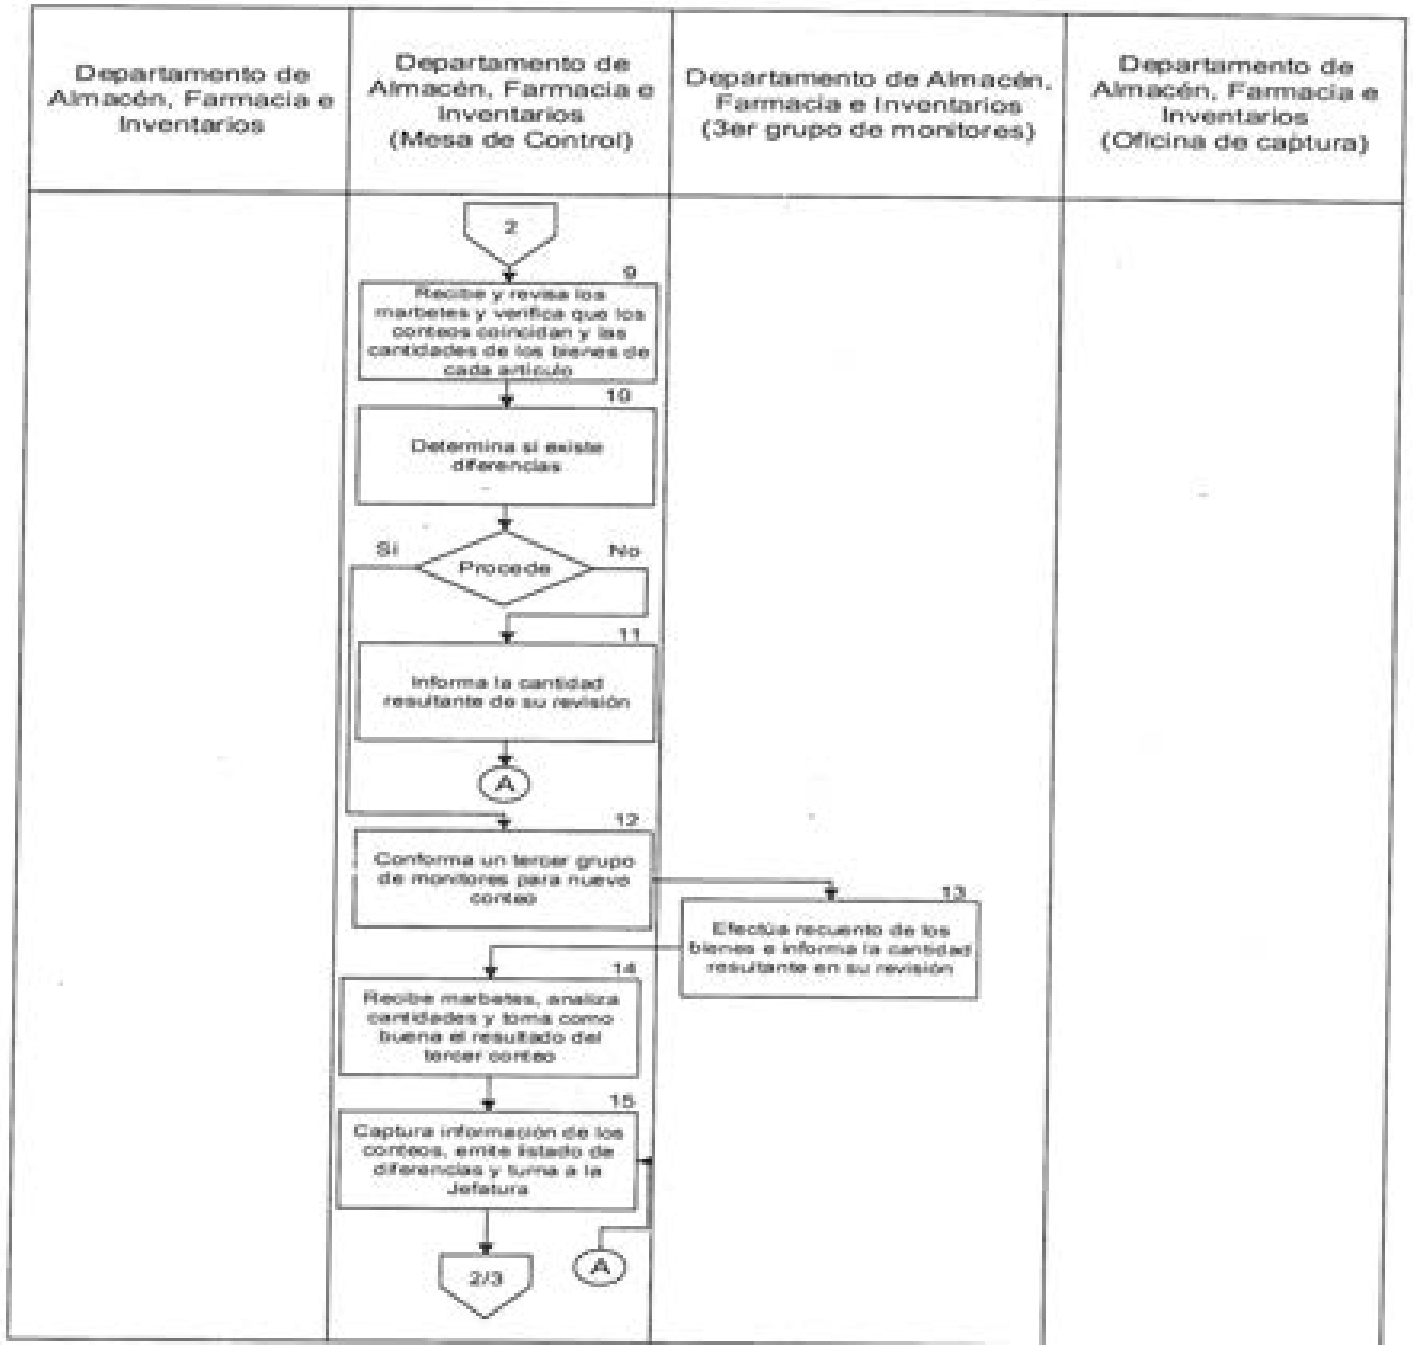 Departamento de
Almacén, Farmacia e
Inventarios
Departamento de
Almacén, Farmacia e
Inventarios
(Mesa de Control)
Departamento de Almacén,
Farmacia e Inventarios
(3er grupo de monitores)
Departamento de
Almacén, Farmacia e
Inventarios
(Oficina de captura)
2
9
Recibe y revisa los
marbetes y verifica que los
conteos coincidan y las
cantidades de los bienes de
cada artículo
10
Determina si existe
diferencias
Si
Procede
No
11
Informa la cantidad
resultante de su revisión
A
12
Conforma un tercer grupo
de monitores para nuevo
conteo
13
Efectúa recuento de los
bienes e informa la cantidad
resultante en su revisión
14
Recibe marbetes, analiza
cantidades y toma como
buena el resultado del
tercer conteo
15
Captura información de los
conteos, emite listado de
diferencias y turna a la
Jefatura
2/3
A